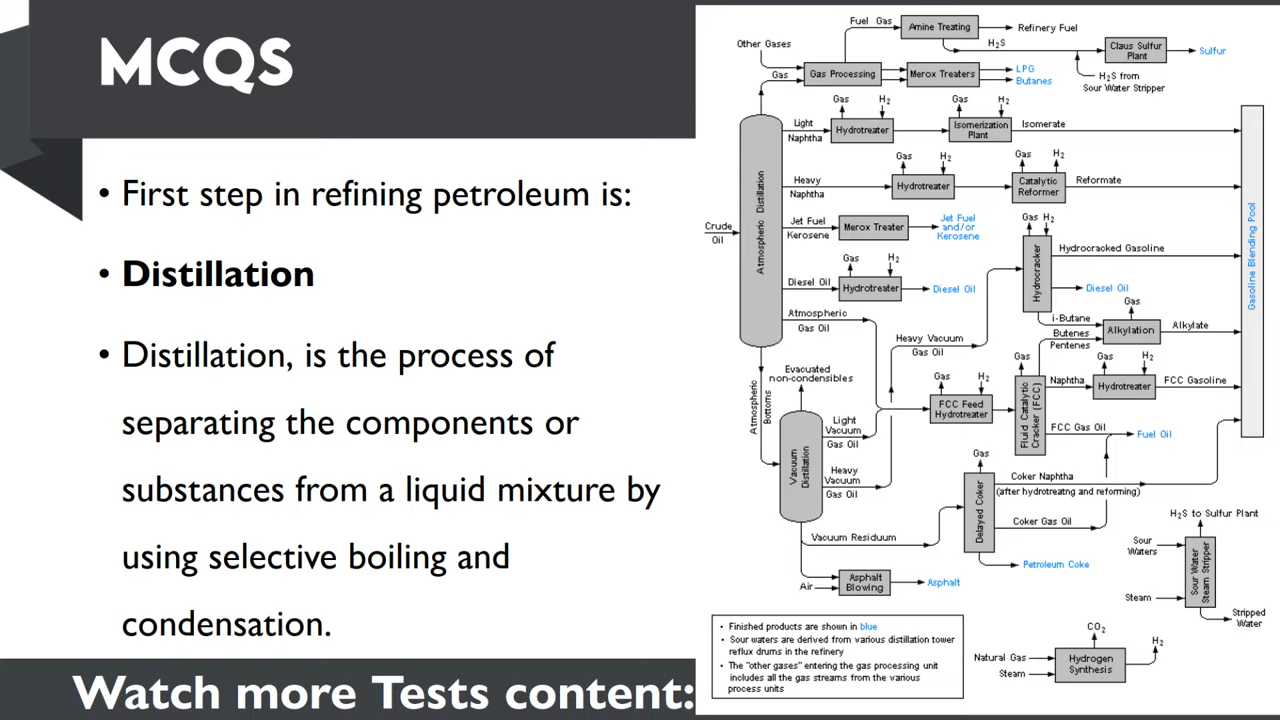 MCQS
• First step in refining petroleum is:
• Distillation
• Distillation, is the process of
separating the components or
substances from a liquid mixture by
using selective boiling and
condensation.
Watch more Tests content:
Fuel Gas
Amine Treating
Refinery Fuel
Other Gases
H₂S
Claus Sulfur
Plant
Sulfur
Gas
Gas Processing
Merox Treaters
LPG
Butanes
H₂S from
Sour Water Stripper
Gas
H₂
Gas
H₂
Light
Naphtha
Hydrotreater
Isomerization
Plant
Isomerate
Gas
H₂
Gas
H₂
Heavy
Naphtha
Hydrotreater
Catalytic
Reformer
Reformate
Crude
Oil
Atmospheric Distillation
Jet Fuel
Kerosene
Merox Treater
Jet Fuel
and/or
Kerosene
Gas
H₂
Hydrocracker
Hydrocracked Gasoline
Gasoline Blending Pool
Gas
H₂
Diesel Oil
Hydrotreater
Diesel Oil
Diesel Oil
Gas
Atmospheric
Gas Oil
i-Butane
Butenes
Pentenes
Alkylation
Alkylate
Heavy Vacuum
Gas Oil
Evacuated
non-condensibles
Atmospheric
Bottoms
Gas
H₂
FCC Feed
Hydrotreater
Gas
Fluid Catalytic
Cracker (FCC)
Naphtha
Gas
H₂
Hydrotreater
FCC Gasoline
Light
Vacuum
Gas Oil
FCC Gas Oil
Fuel Oil
Vacuum
Distillation
Heavy
Vacuum
Gas Oil
Gas
Delayed Coker
Coker Naphtha
(after hydrotreatng and reforming)
Coker Gas Oil
Vacuum Residuum
Petroleum Coke
Air
Asphalt
Blowing
Asphalt
H₂S to Sulfur Plant
Sour
Waters
Sour Water
Steam Stripper
Steam
Stripped
Water
• Finished products are shown in blue
• Sour waters are derived from various distillation tower
reflux drums in the refinery
• The "other gases" entering the gas processing unit
includes all the gas streams from the various
process units
CO₂
H₂
Natural Gas
Steam
Hydrogen
Synthesis